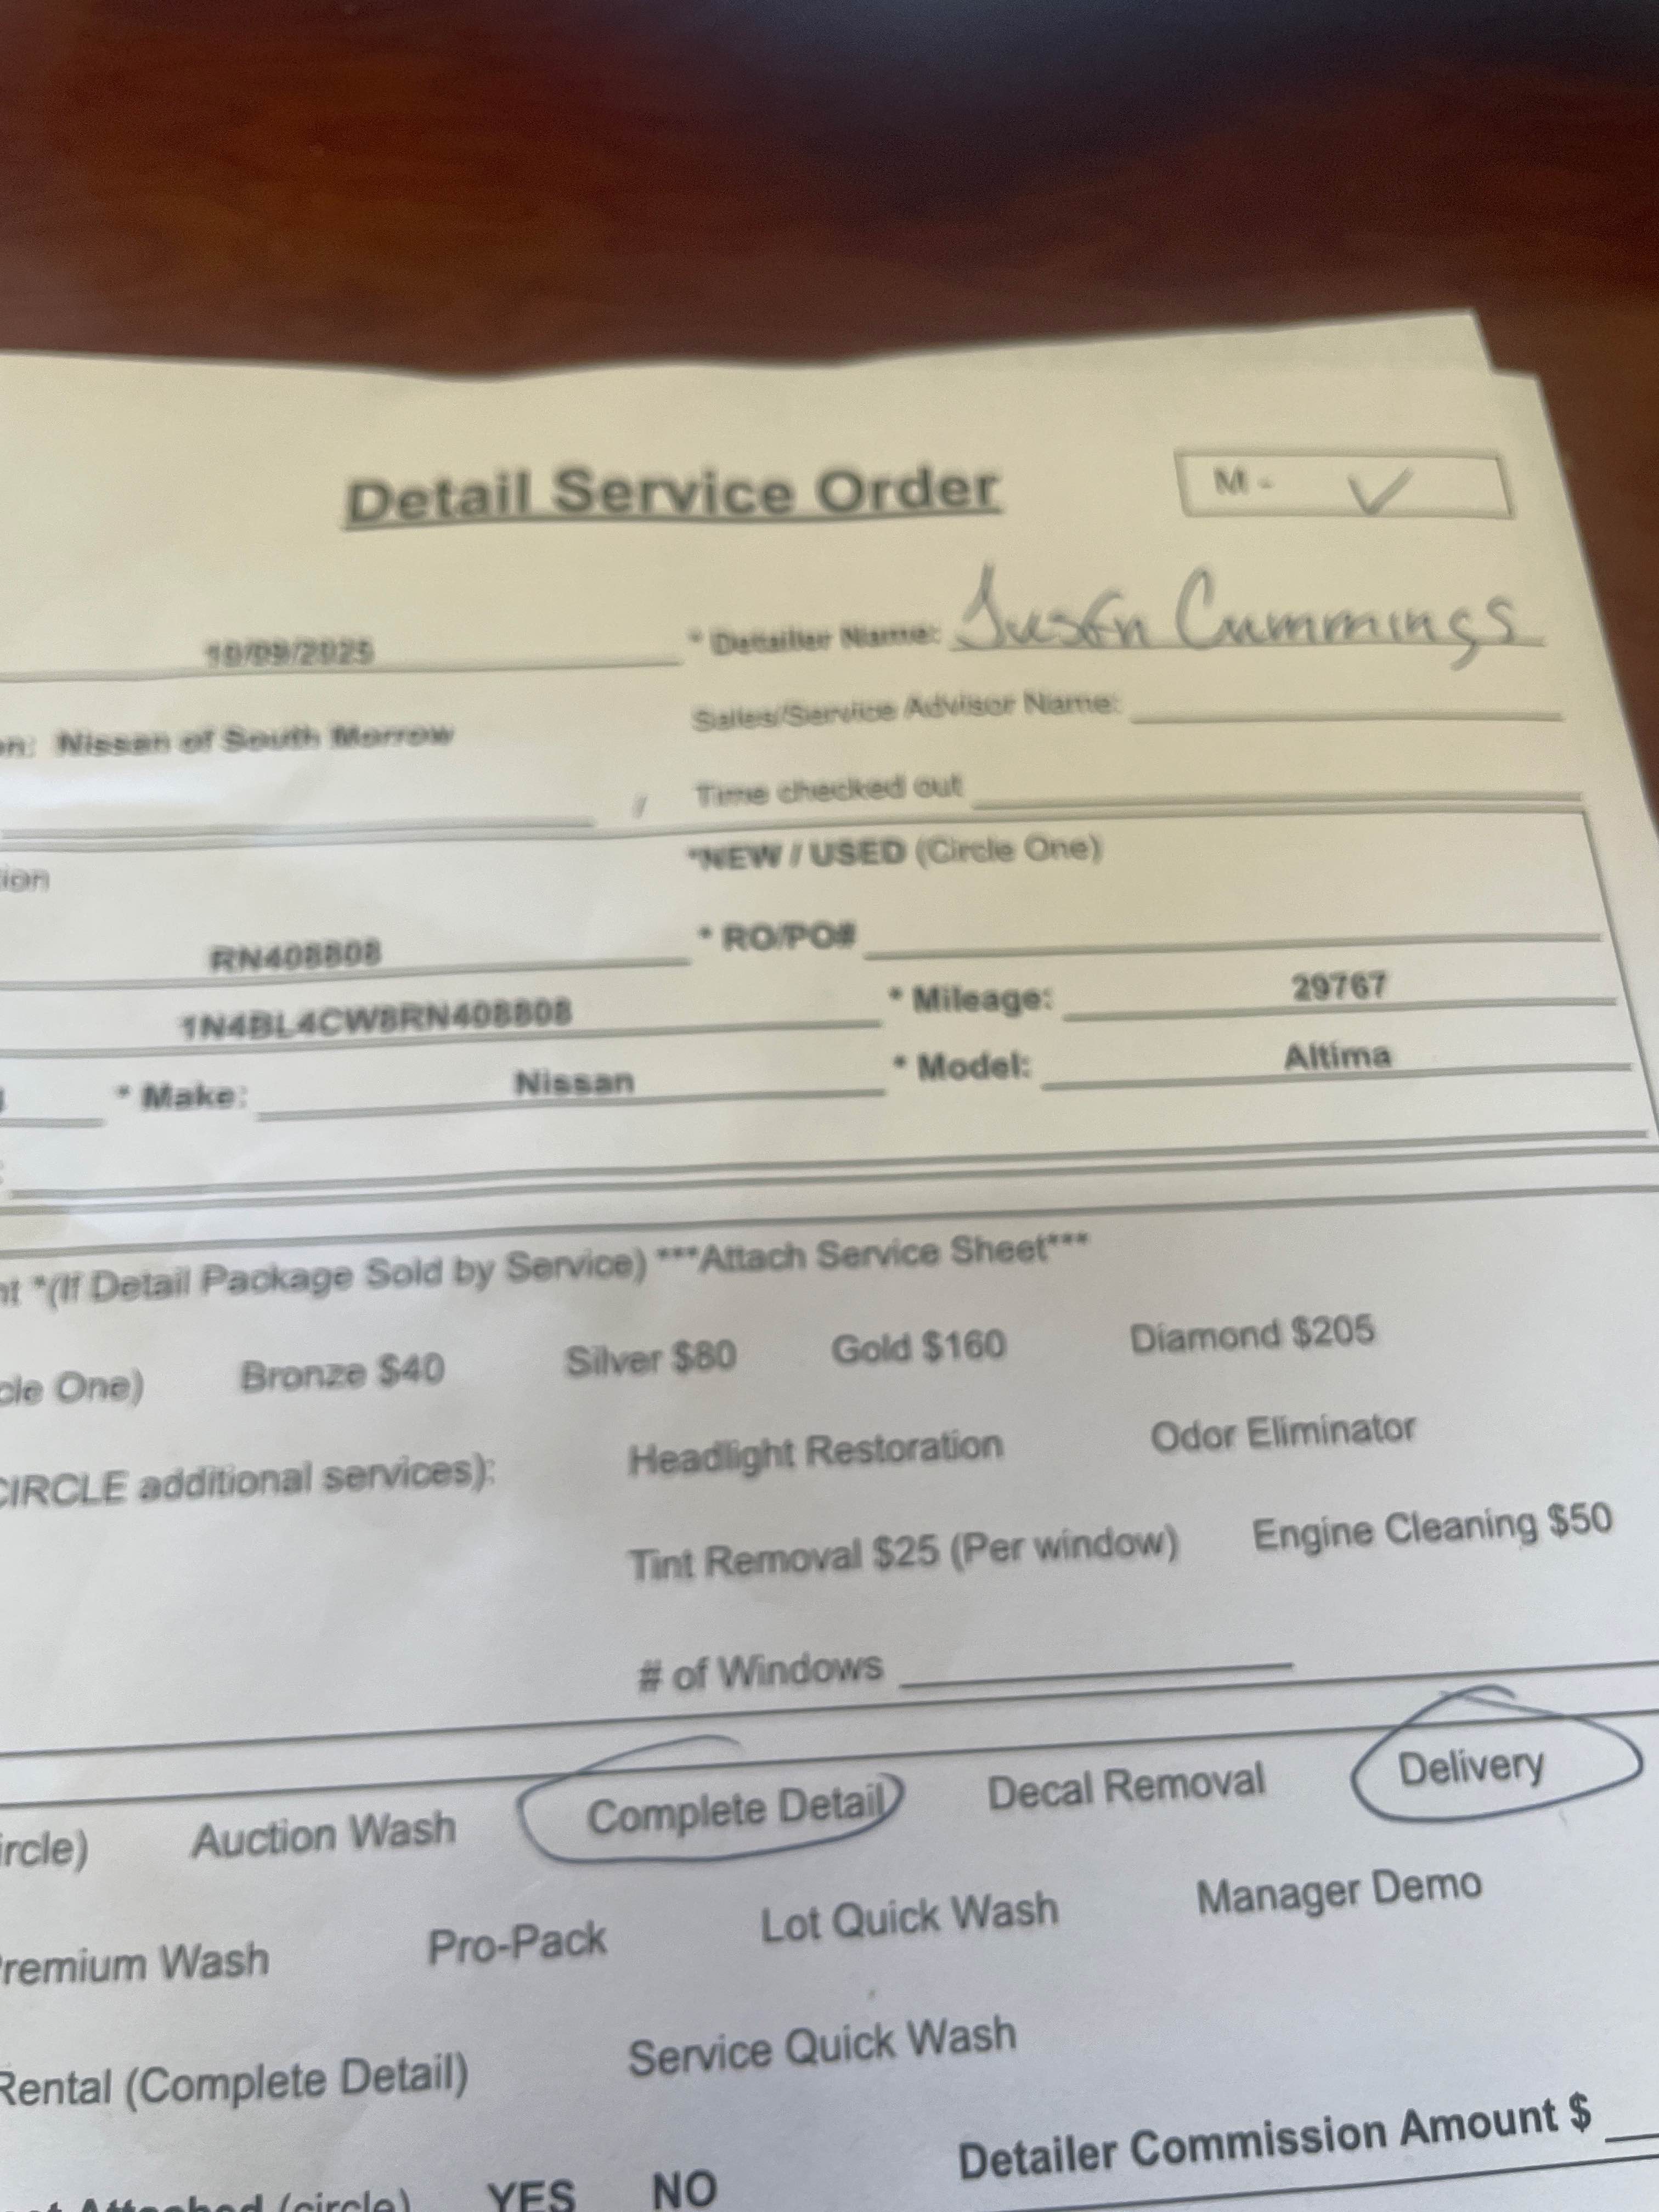 Detail Service Order
M - ✓
10/09/2025 * Detailer Name: Justin Cummings
on: Nissan of South Morrow Sales/Service Advisor Name:
/ Time checked out
tion *NEW / USED (Circle One)
RN408808 * RO/PO#
1N4BL4CW8RN408808 * Mileage: 29767
* Make: Nissan * Model: Altima
nt *(If Detail Package Sold by Service) ***Attach Service Sheet***
cle One) Bronze $40 Silver $80 Gold $160 Diamond $205
CIRCLE additional services): Headlight Restoration Odor Eliminator
Tint Removal $25 (Per window) Engine Cleaning $50
# of Windows
ircle) Auction Wash Complete Detail Decal Removal Delivery
Premium Wash Pro-Pack Lot Quick Wash Manager Demo
Rental (Complete Detail) Service Quick Wash
Detailer Commission Amount $
Attached (circle) YES NO